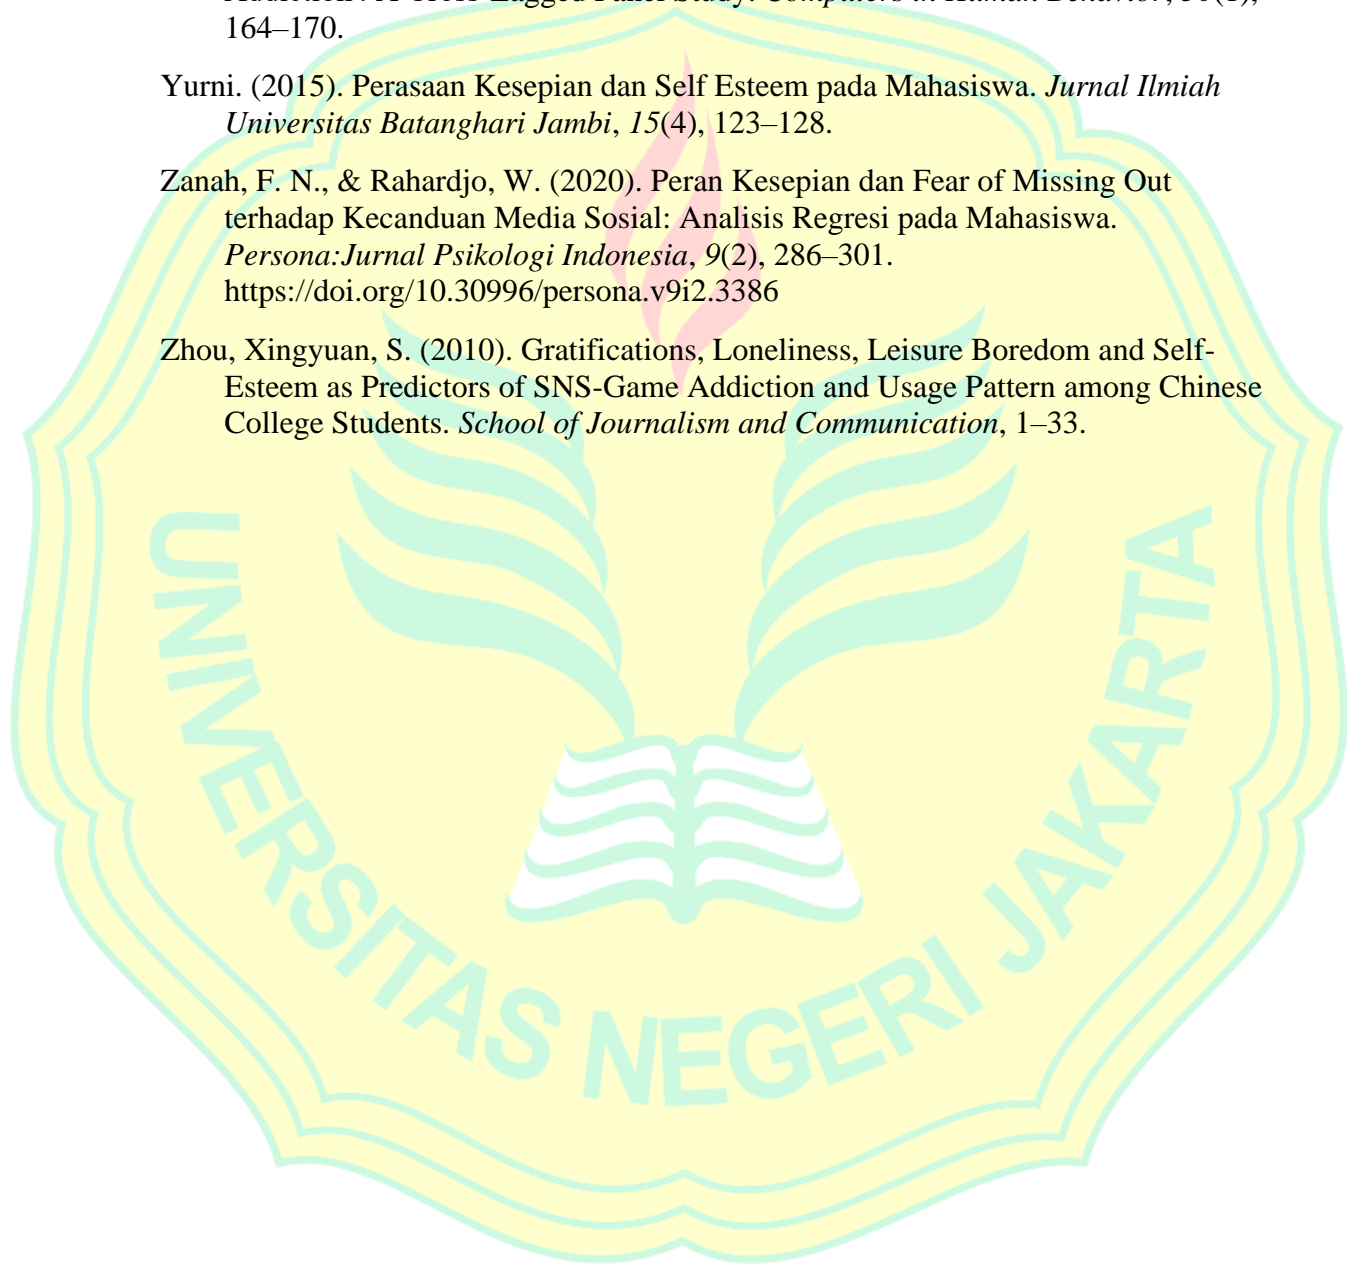 164–170.
Yurni. (2015). Perasaan Kesepian dan Self Esteem pada Mahasiswa. Jurnal Ilmiah
Universitas Batanghari Jambi, 15(4), 123–128.
Zanah, F. N., & Rahardjo, W. (2020). Peran Kesepian dan Fear of Missing Out
terhadap Kecanduan Media Sosial: Analisis Regresi pada Mahasiswa.
Persona:Jurnal Psikologi Indonesia, 9(2), 286–301.
https://doi.org/10.30996/persona.v9i2.3386
Zhou, Xingyuan, S. (2010). Gratifications, Loneliness, Leisure Boredom and Self-
Esteem as Predictors of SNS-Game Addiction and Usage Pattern among Chinese
College Students. School of Journalism and Communication, 1–33.
UNIVERSITAS NEGERI JAKARTA